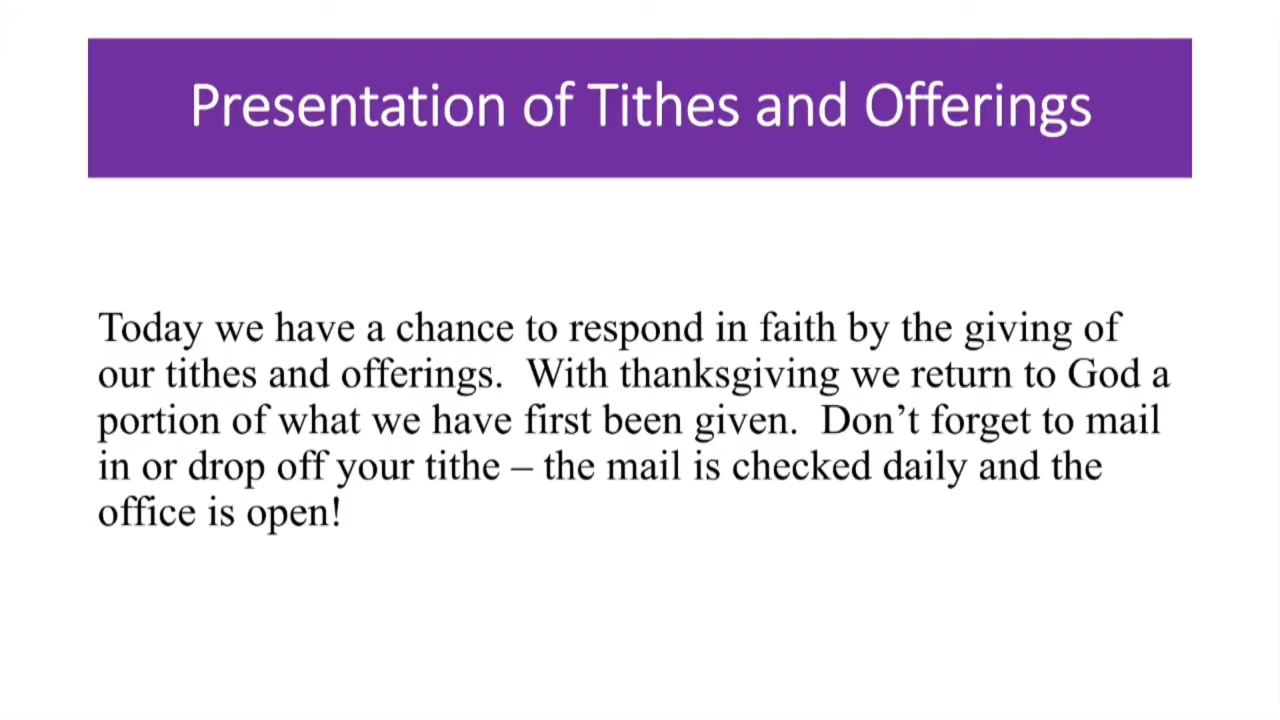 Presentation of Tithes and Offerings
Today we have a chance to respond in faith by the giving of
our tithes and offerings.  With thanksgiving we return to God a
portion of what we have first been given.  Don’t forget to mail
in or drop off your tithe – the mail is checked daily and the
office is open!